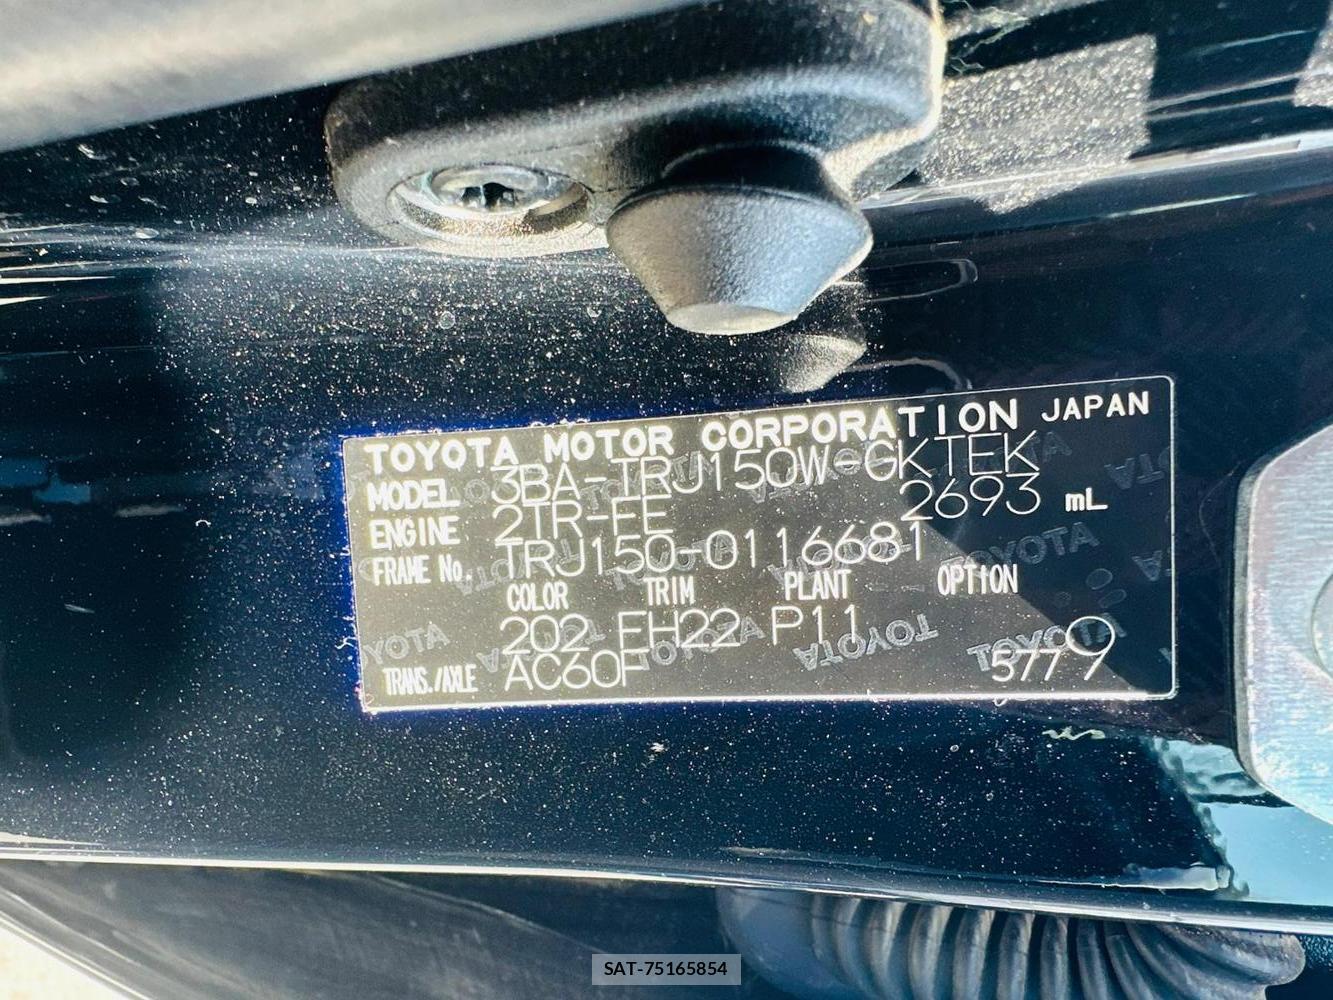 TOYOTA MOTOR CORPORATION JAPAN
MODEL 3BA-TRJ150W-GKTEK
ENGINE 2TR-FE 2693 mL
FRAME No. TRJ150-0116681
COLOR TRIM PLANT OPTION
202 FH22 P11
TRANS./AXLE AC60F 5779
SAT-75165854